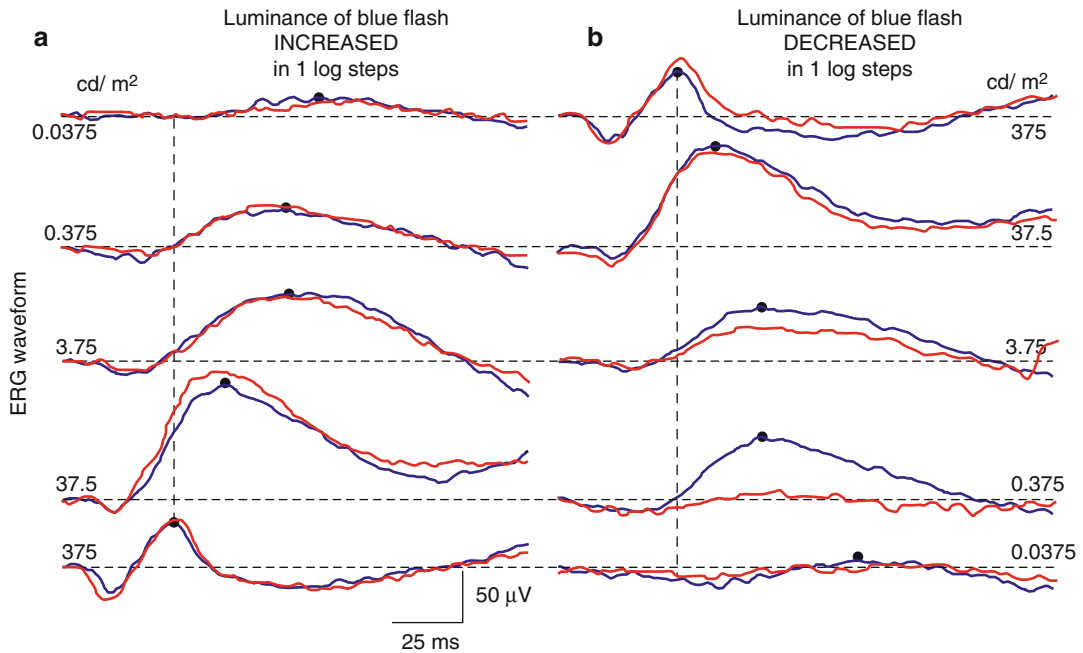 a
Luminance of blue flash
INCREASED
in 1 log steps
cd/ m²
0.0375
0.375
3.75
37.5
375
ERG waveform
50 µV
25 ms
b
Luminance of blue flash
DECREASED
in 1 log steps
cd/ m²
375
37.5
3.75
0.375
0.0375